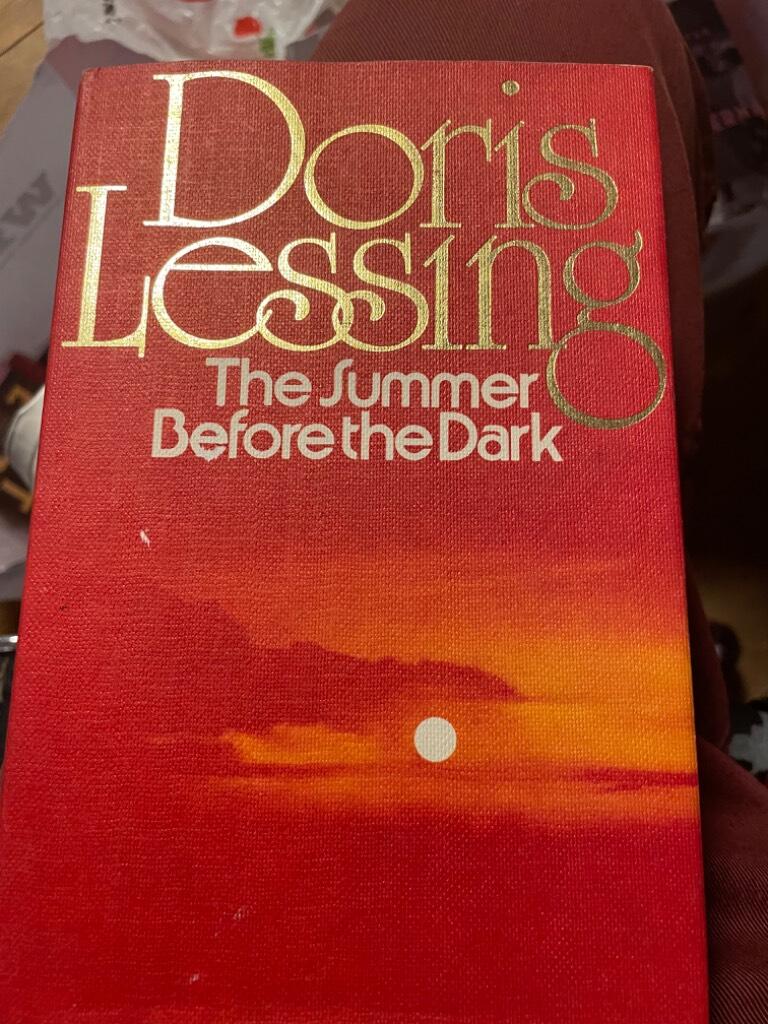 Doris
Lessing
The Summer
Before the Dark